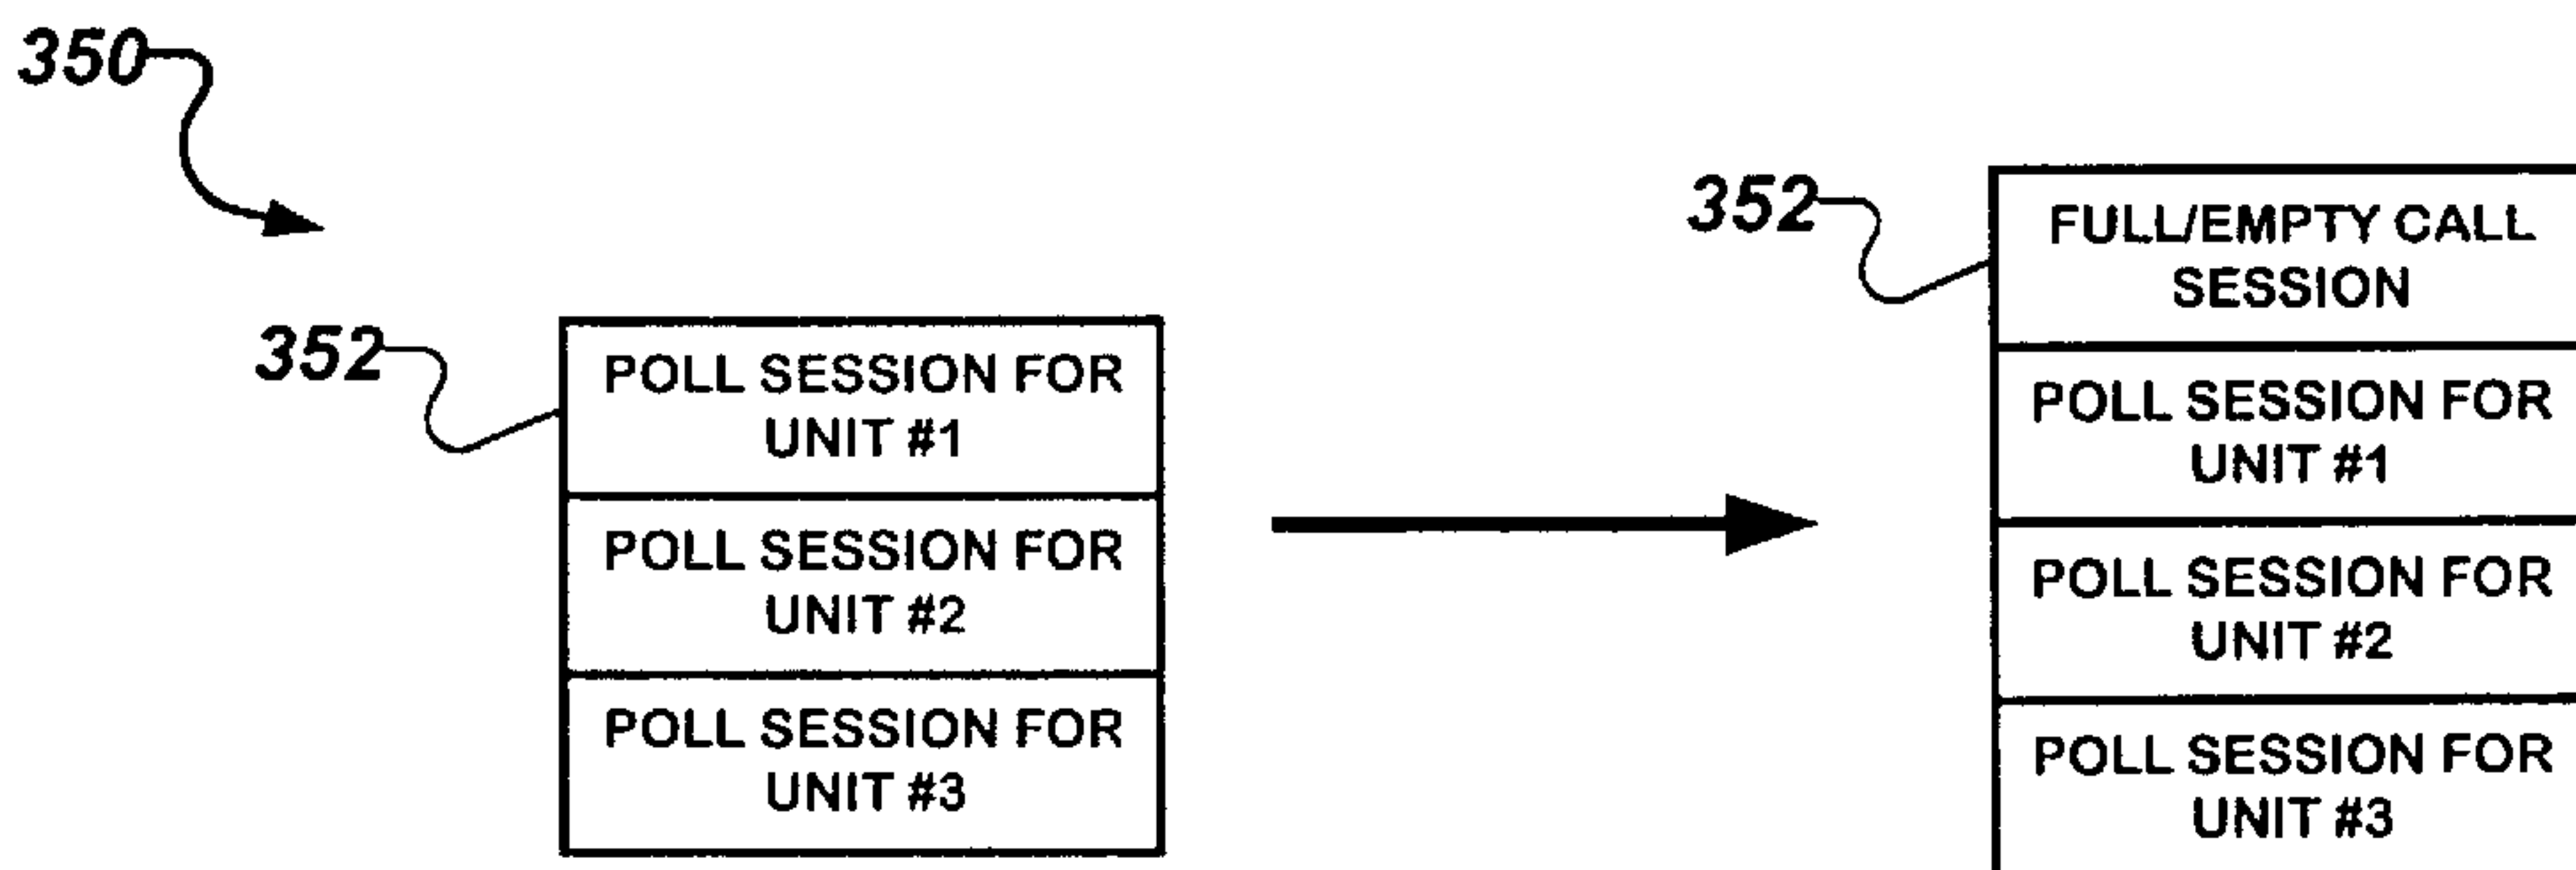 350
352
POLL SESSION FOR
UNIT #1
POLL SESSION FOR
UNIT #2
POLL SESSION FOR
UNIT #3
352
FULL/EMPTY CALL
SESSION
POLL SESSION FOR
UNIT #1
POLL SESSION FOR
UNIT #2
POLL SESSION FOR
UNIT #3